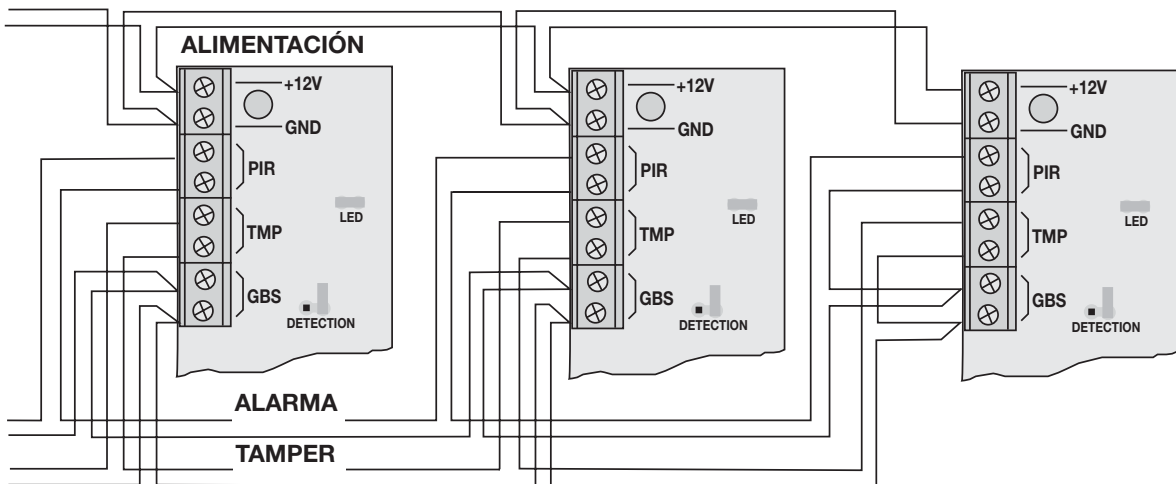 ALIMENTACIÓN
+12V
GND
PIR
TMP
GBS
LED
DETECTION
+12V
GND
PIR
TMP
GBS
LED
DETECTION
+12V
GND
PIR
TMP
GBS
LED
DETECTION
ALARMA
TAMPER